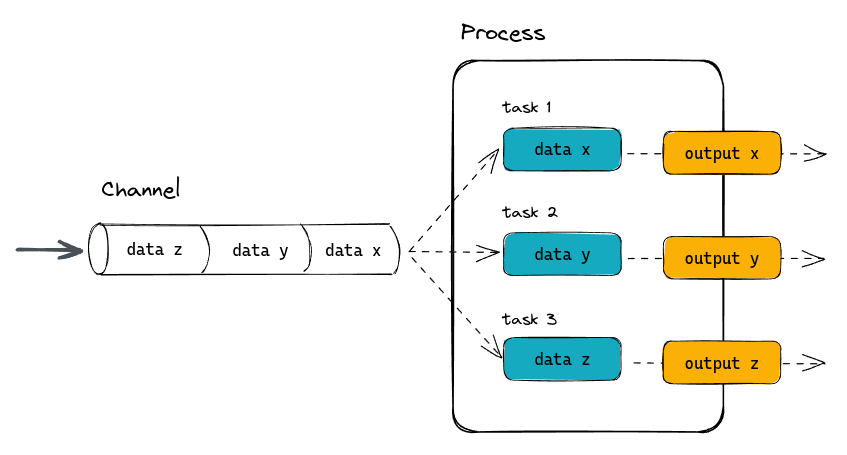 Process
task 1
data x
output x
Channel
task 2
data z
data y
data x
data y
output y
task 3
data z
output z